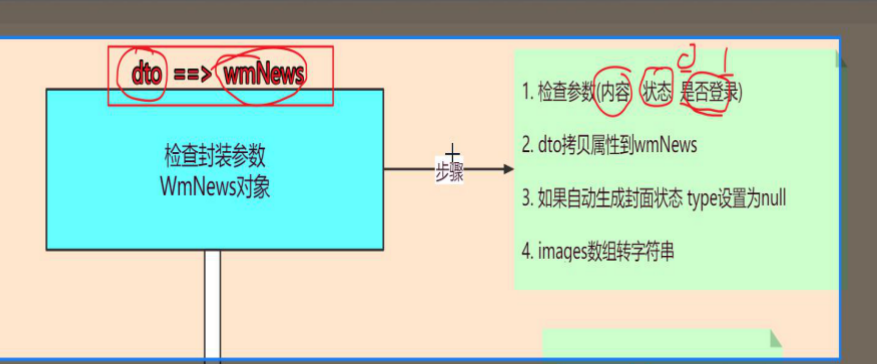 dto ==> wmNews
检查封装参数
WmNews对象
步骤
0 1
1. 检查参数(内容 状态 是否登录)
2. dto拷贝属性到wmNews
3. 如果自动生成封面状态 type设置为null
4. images数组转字符串